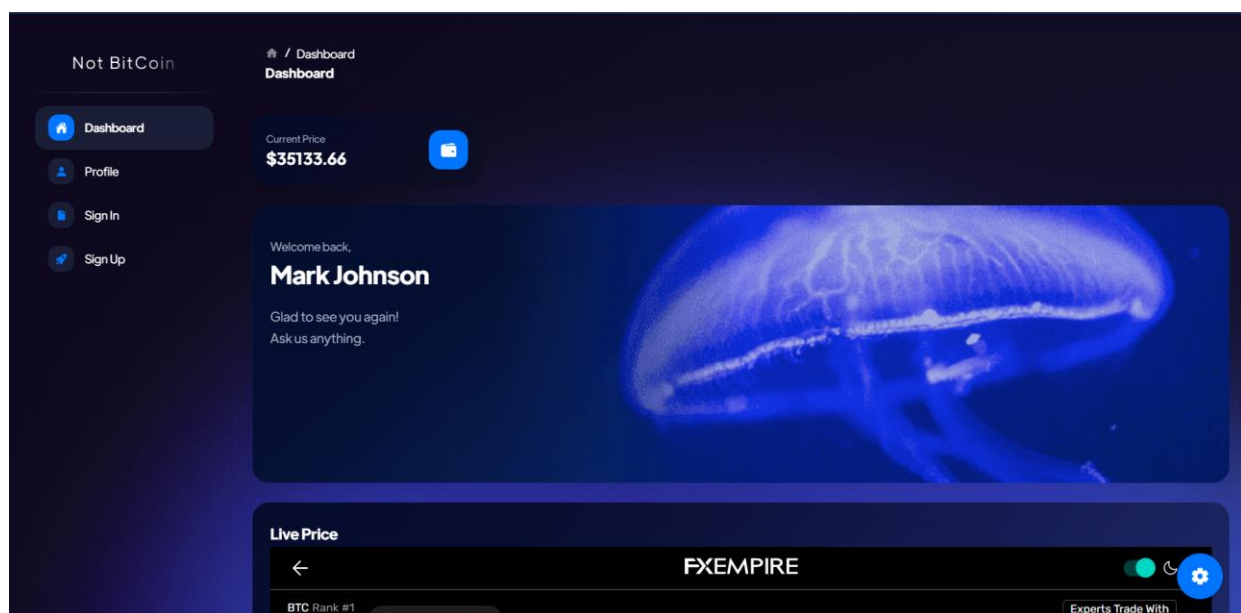 Not BitCoin
/ Dashboard
Dashboard
Dashboard
Profile
Sign In
Sign Up
Current Price
$35133.66
Welcome back,
Mark Johnson
Glad to see you again!
Ask us anything.
Live Price
FXEMPIRE
BTC Rank #1
Experts Trade With